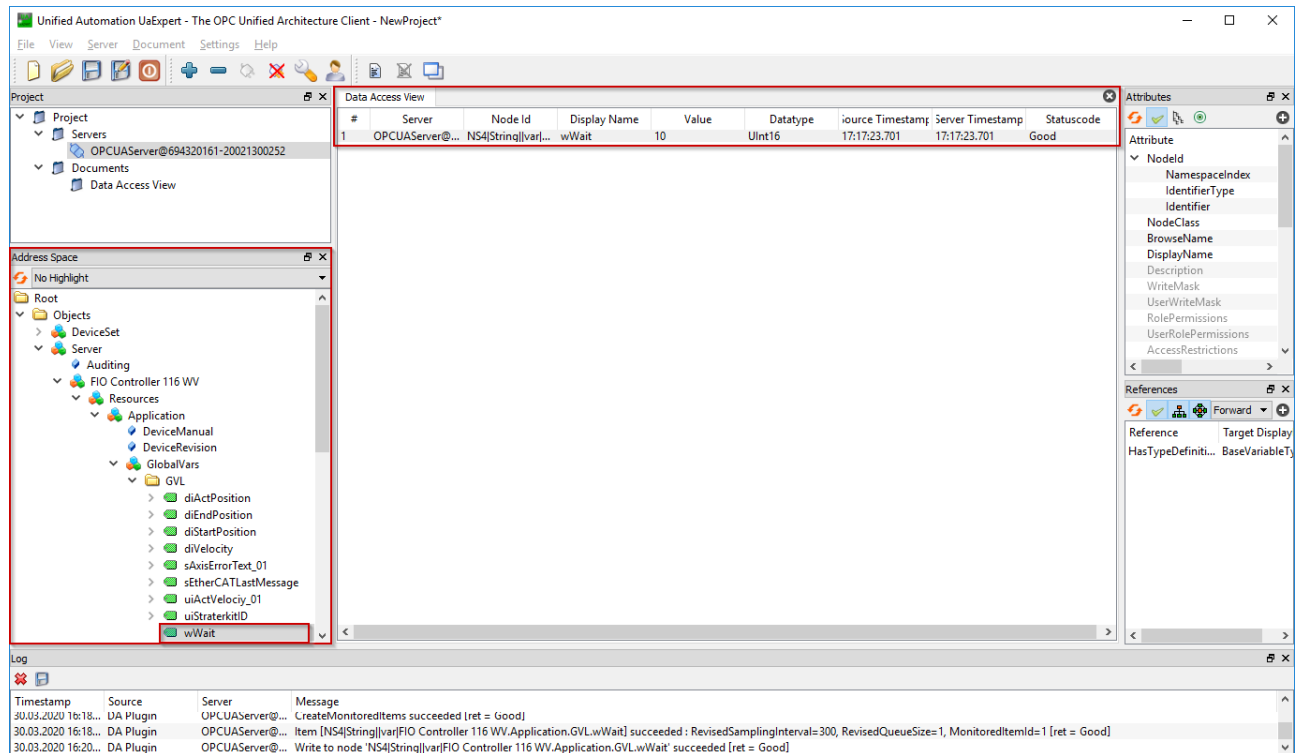 Unified Automation UaExpert - The OPC Unified Architecture Client - NewProject*
File View Server Document Settings Help
Project
Project
Servers
OPCUAServer@694320161-20021300252
Documents
Data Access View
Address Space
No Highlight
Root
Objects
DeviceSet
Server
Auditing
FIO Controller 116 WV
Resources
Application
DeviceManual
DeviceRevision
GlobalVars
GVL
diActPosition
diEndPosition
diStartPosition
diVelocity
sAxisErrorText_01
sEtherCATLastMessage
uiActVelociy_01
uiStraterkitID
wWait
Data Access View
# Server Node Id Display Name Value Datatype ource Timestamp Server Timestamp Statuscode
1 OPCUAServer@... NS4|String||var|... wWait 10 UInt16 17:17:23.701 17:17:23.701 Good
Attributes
Attribute
NodeId
NamespaceIndex
IdentifierType
Identifier
NodeClass
BrowseName
DisplayName
Description
WriteMask
UserWriteMask
RolePermissions
UserRolePermissions
AccessRestrictions
References
Forward
Reference Target Display
HasTypeDefiniti... BaseVariableTy
Log
Timestamp Source Server Message
30.03.2020 16:18... DA Plugin OPCUAServer@... CreateMonitoredItems succeeded [ret = Good]
30.03.2020 16:18... DA Plugin OPCUAServer@... Item [NS4|String||var|FIO Controller 116 WV.Application.GVL.wWait] succeeded : RevisedSamplingInterval=300, RevisedQueueSize=1, MonitoredItemId=1 [ret = Good]
30.03.2020 16:20... DA Plugin OPCUAServer@... Write to node 'NS4|String||var|FIO Controller 116 WV.Application.GVL.wWait' succeeded [ret = Good]